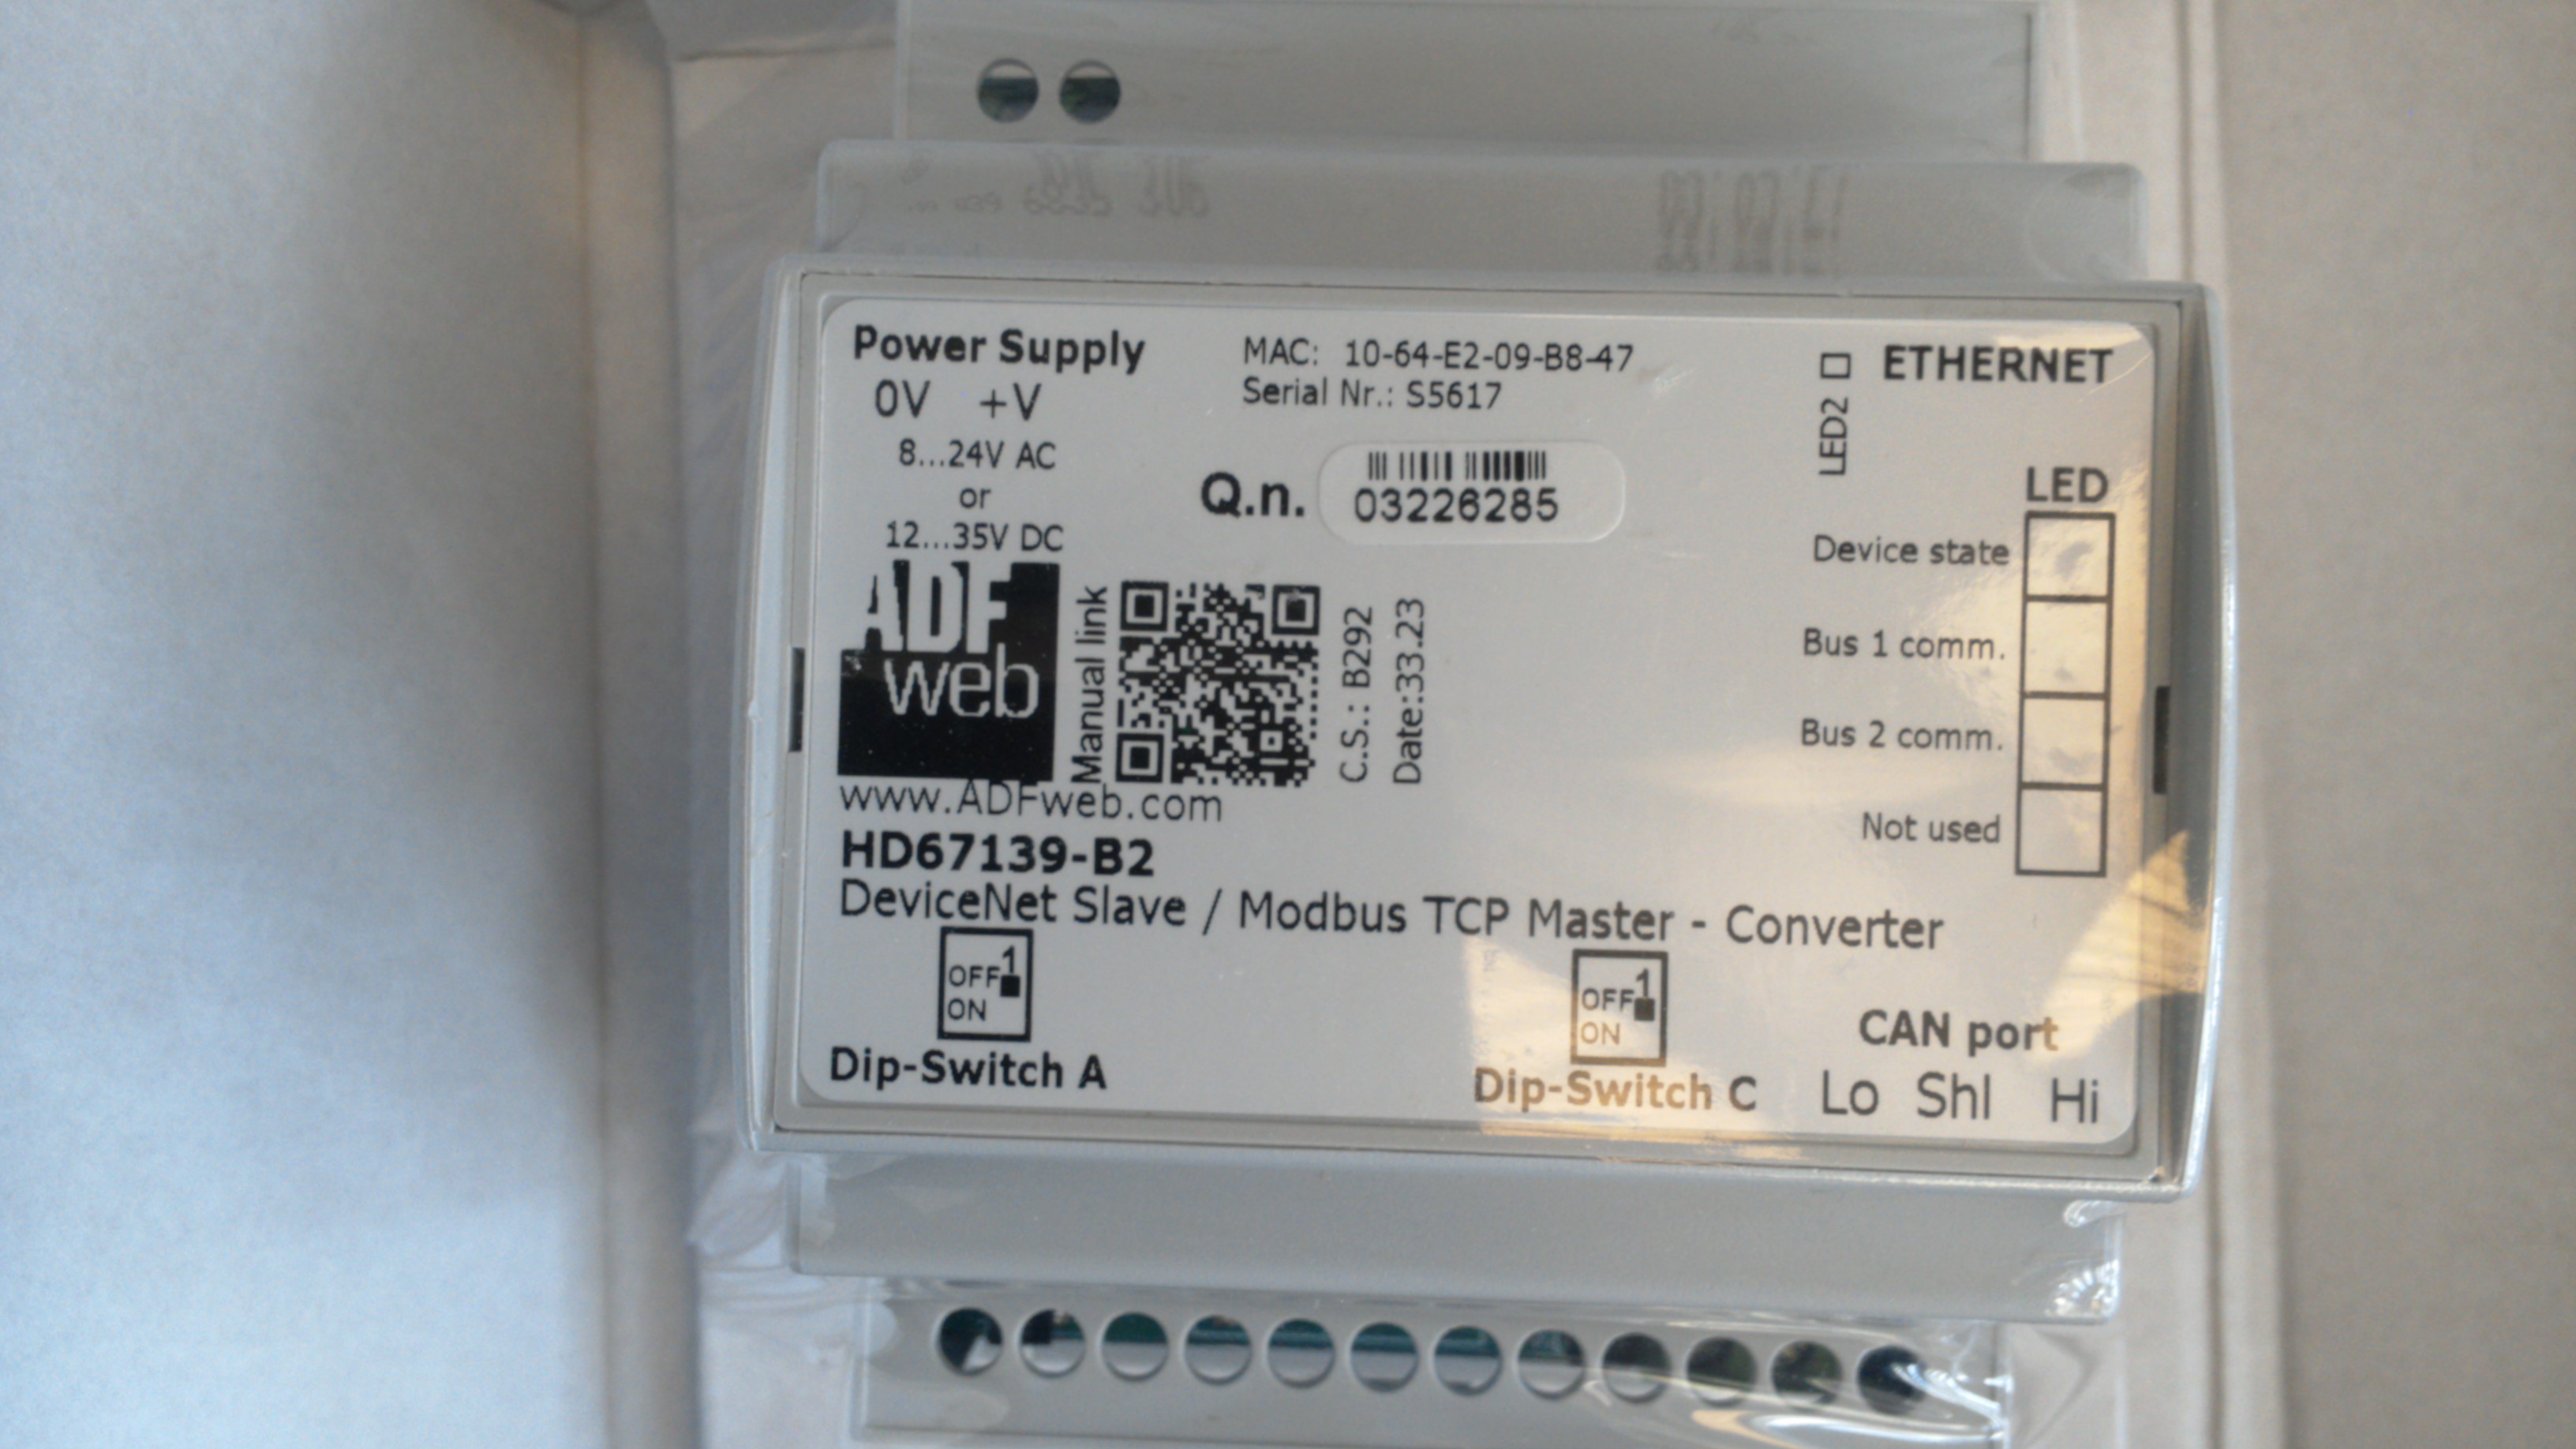 Power Supply
0V +V
8...24V AC
or
12...35V DC
MAC: 10-64-E2-09-B8-47
Serial Nr.: S5617
Q.n.
03226285
ETHERNET
LED2
LED
Device state
Bus 1 comm.
Bus 2 comm.
Not used
ADF
web
Manual link
C.S.: B292
Date:33.23
www.ADFweb.com
HD67139-B2
DeviceNet Slave / Modbus TCP Master - Converter
OFF 1
ON
Dip-Switch A
OFF 1
ON
Dip-Switch C
CAN port
Lo Shl Hi